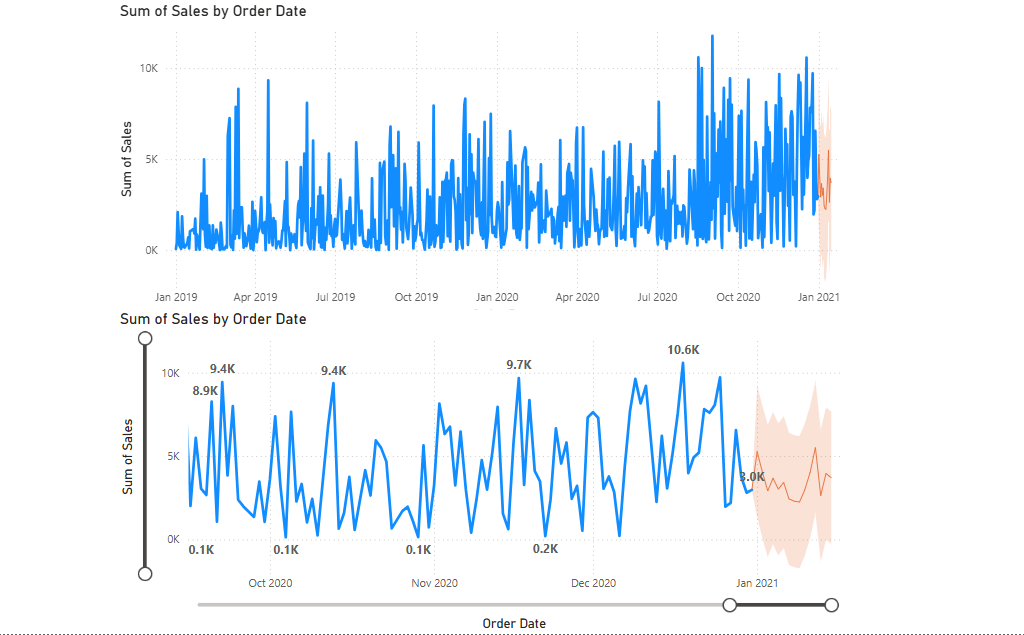 Sum of Sales by Order Date
10K
5K
0K
Sum of Sales
Jan 2019 Apr 2019 Jul 2019 Oct 2019 Jan 2020 Apr 2020 Jul 2020 Oct 2020 Jan 2021
Sum of Sales by Order Date
10.6K
9.7K
9.4K 9.4K
10K
8.9K
5K
3.0K
Sum of Sales
0K
0.1K 0.1K 0.1K 0.2K
Oct 2020 Nov 2020 Dec 2020 Jan 2021
Order Date